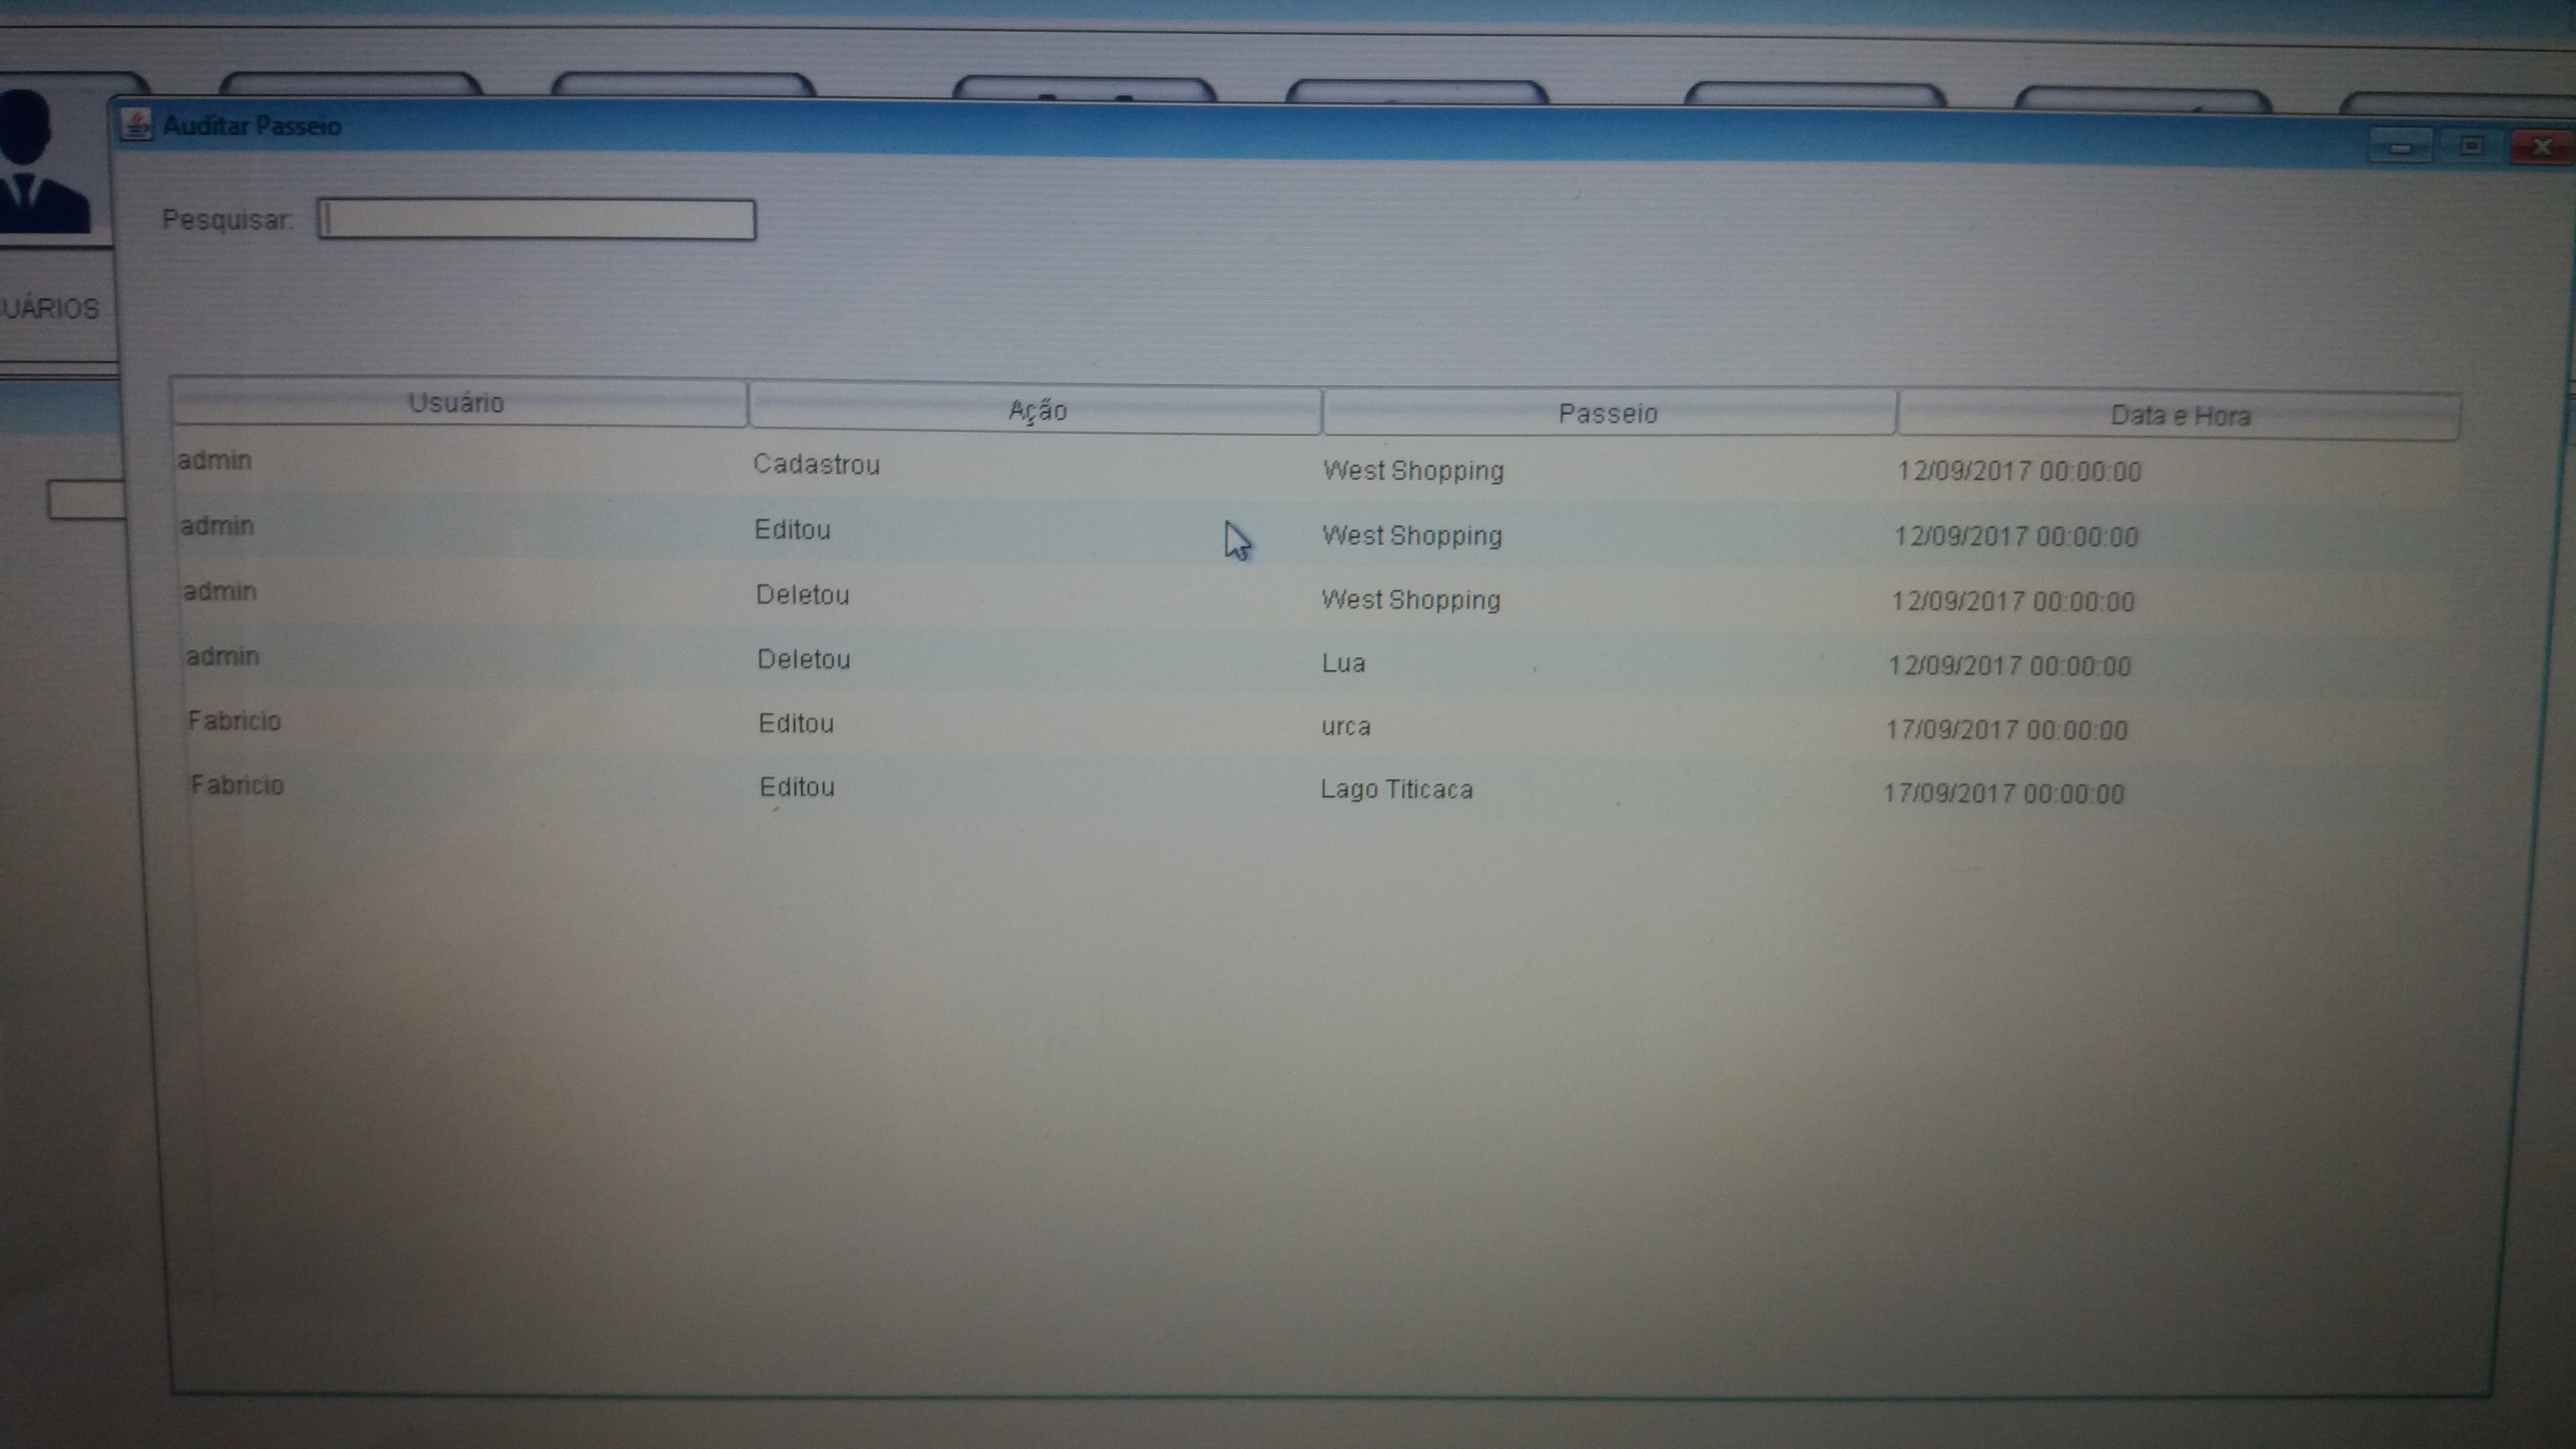 Auditar Passeio
Pesquisar:
UÁRIOS
Usuário Ação Passeio Data e Hora
admin Cadastrou West Shopping 12/09/2017 00:00:00
admin Editou West Shopping 12/09/2017 00:00:00
admin Deletou West Shopping 12/09/2017 00:00:00
admin Deletou Lua 12/09/2017 00:00:00
Fabricio Editou urca 17/09/2017 00:00:00
Fabricio Editou Lago Titicaca 17/09/2017 00:00:00